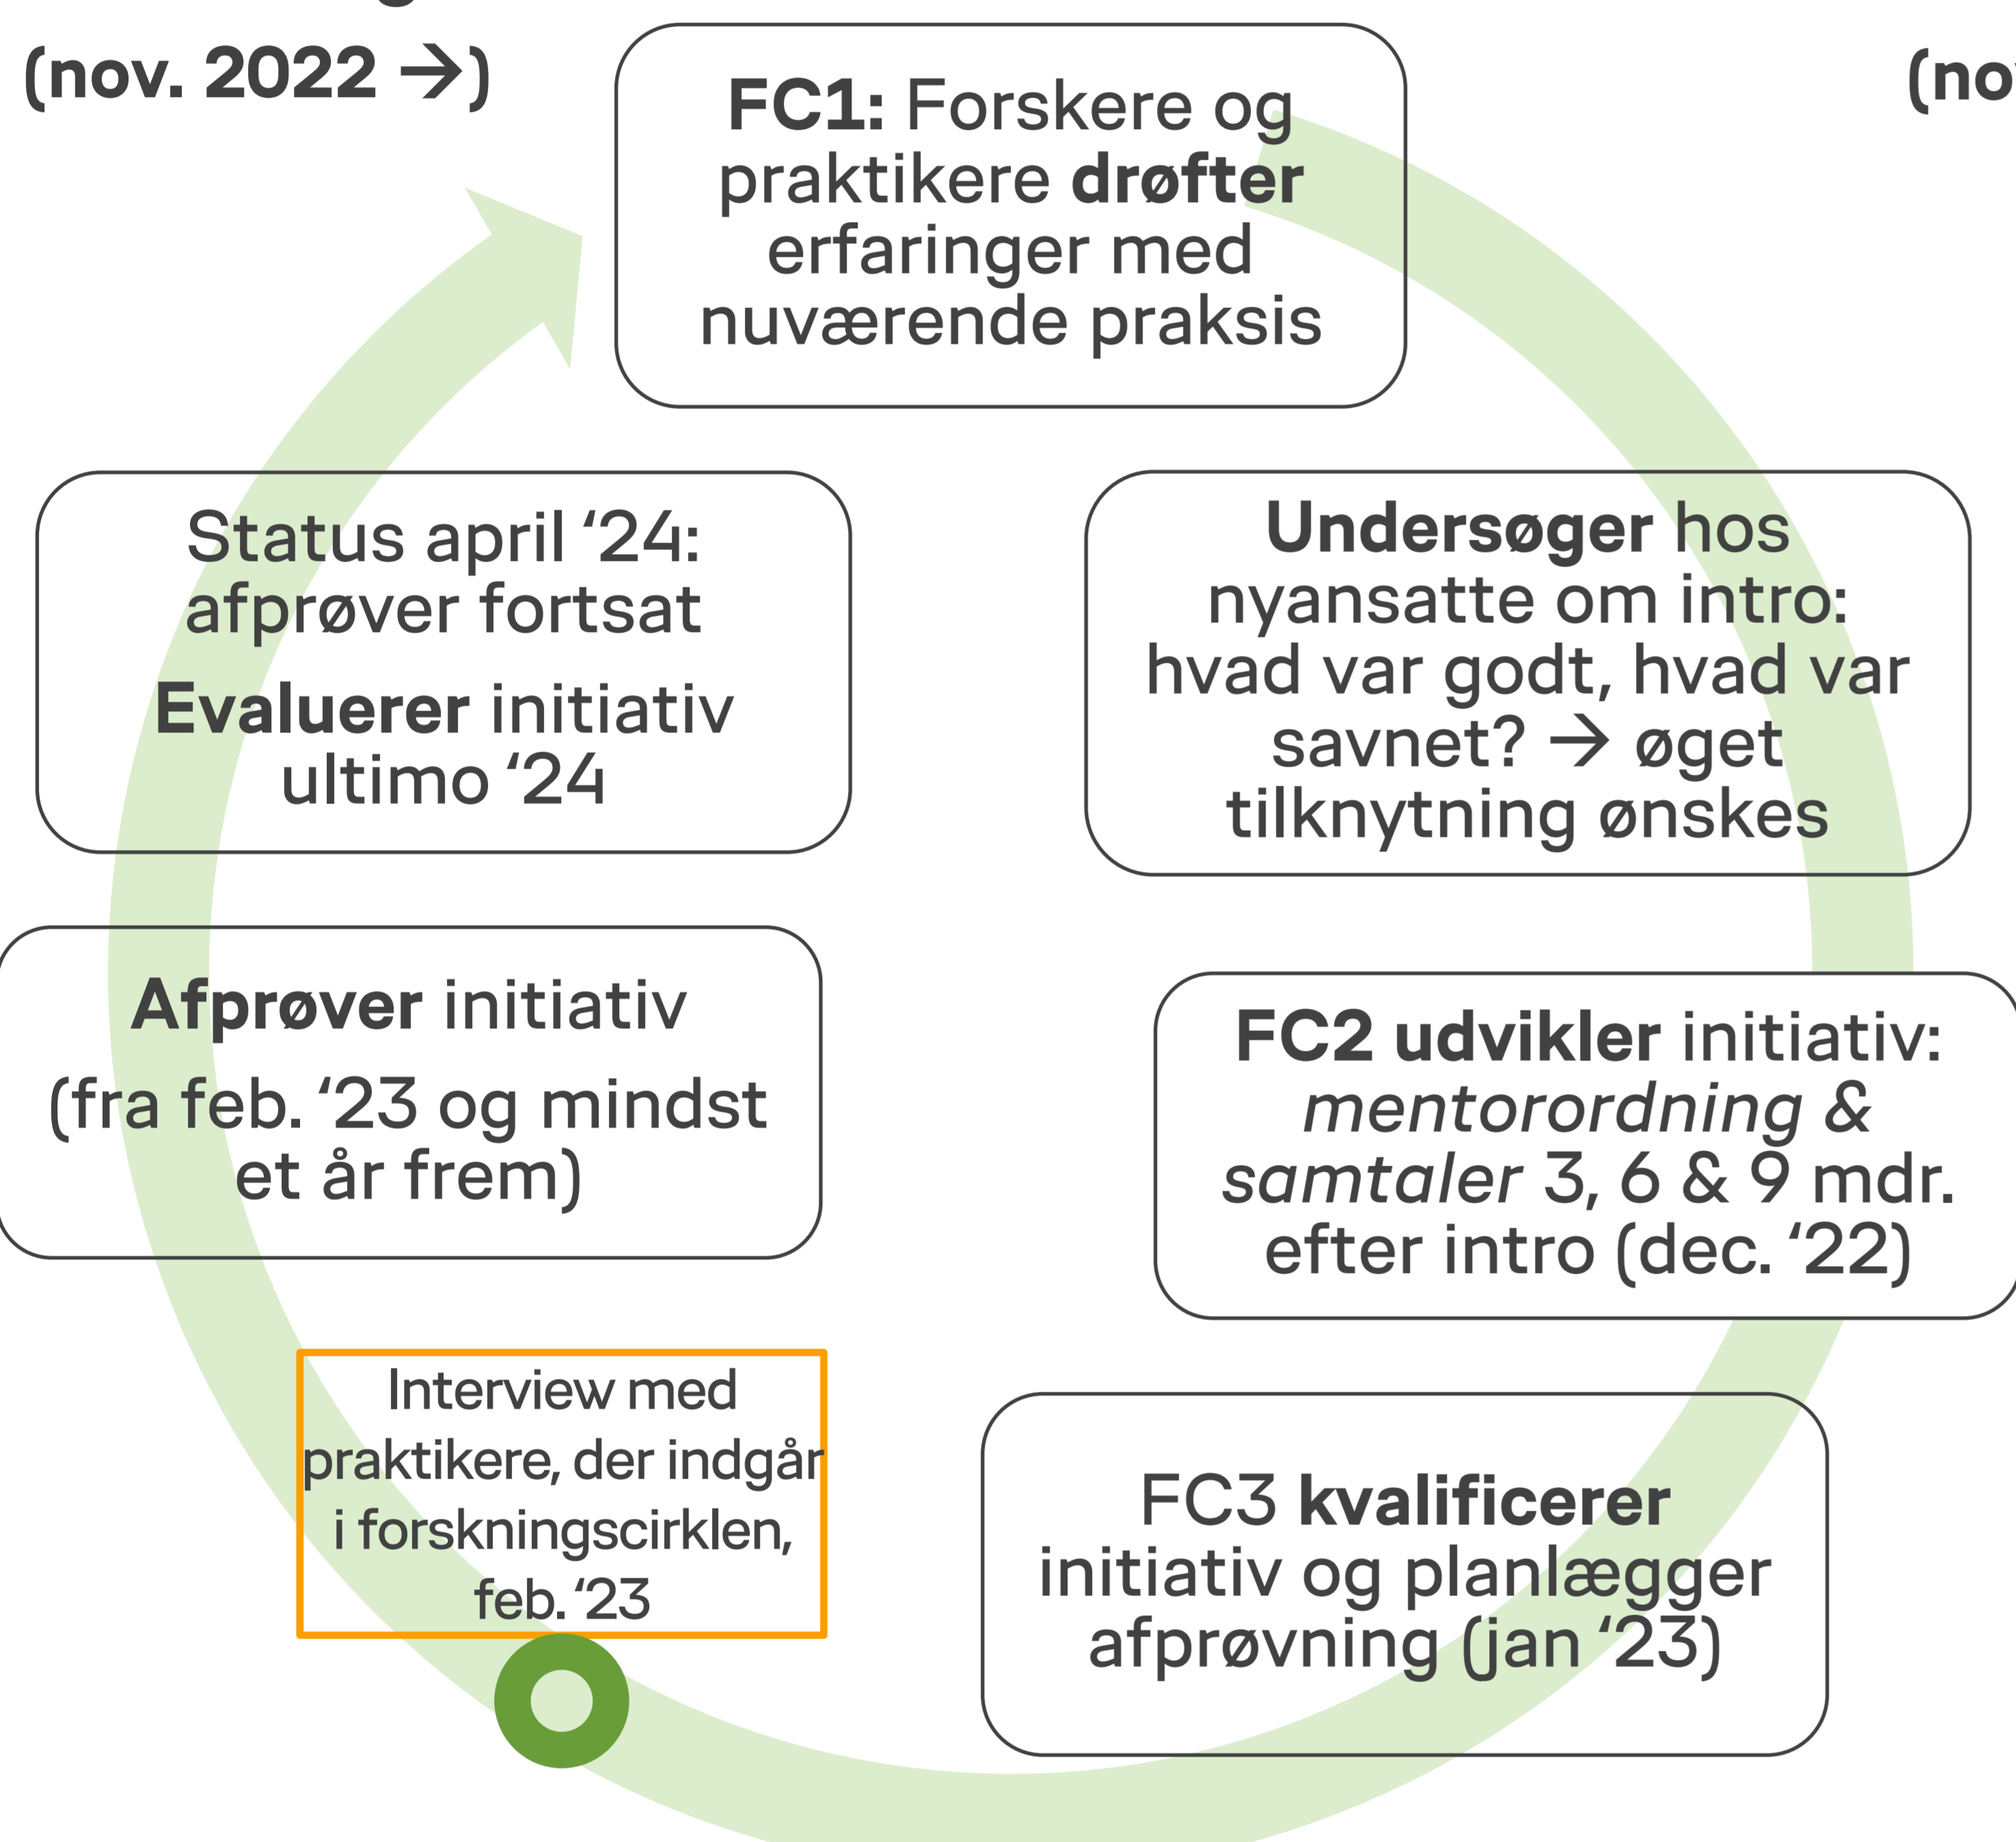 (nov. 2022 →)
(no
FC1: Forskere og
praktikere drøfter
erfaringer med
nuværende praksis
Undersøger hos
nyansatte om intro:
hvad var godt, hvad var
savnet? → øget
tilknytning ønskes
FC2 udvikler initiativ:
mentorordning &
samtaler 3, 6 & 9 mdr.
efter intro (dec. ‘22)
FC3 kvalificerer
initiativ og planlægger
afprøvning (jan ‘23)
Interview med
praktikere, der indgår
i forskningscirklen,
feb. ‘23
Afprøver initiativ
(fra feb. ‘23 og mindst
et år frem)
Status april ‘24:
afprøver fortsat
Evaluerer initiativ
ultimo ‘24